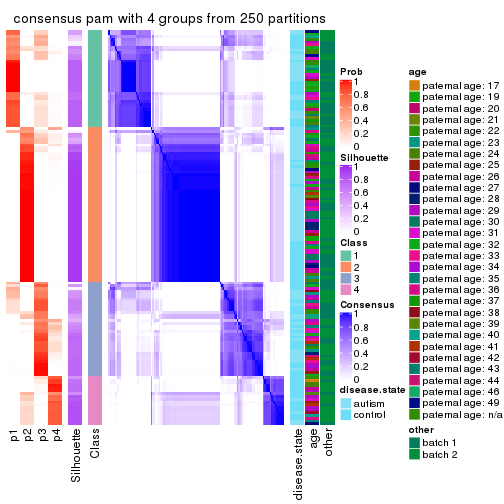 consensus pam with 4 groups from 250 partitions
Prob
1
0.8
0.6
0.4
0.2
0
Silhouette
1
0.8
0.6
0.4
0.2
0
Class
1
2
3
4
Consensus
1
0.8
0.6
0.4
0.2
0
disease.state
autism
control
age
paternal age: 17
paternal age: 19
paternal age: 20
paternal age: 21
paternal age: 22
paternal age: 23
paternal age: 24
paternal age: 25
paternal age: 26
paternal age: 27
paternal age: 28
paternal age: 29
paternal age: 30
paternal age: 31
paternal age: 32
paternal age: 33
paternal age: 34
paternal age: 35
paternal age: 36
paternal age: 37
paternal age: 38
paternal age: 39
paternal age: 40
paternal age: 41
paternal age: 42
paternal age: 43
paternal age: 44
paternal age: 46
paternal age: 49
paternal age: n/a
other
batch 1
batch 2
p1
p2
p3
p4
Silhouette
Class
disease.state
age
other